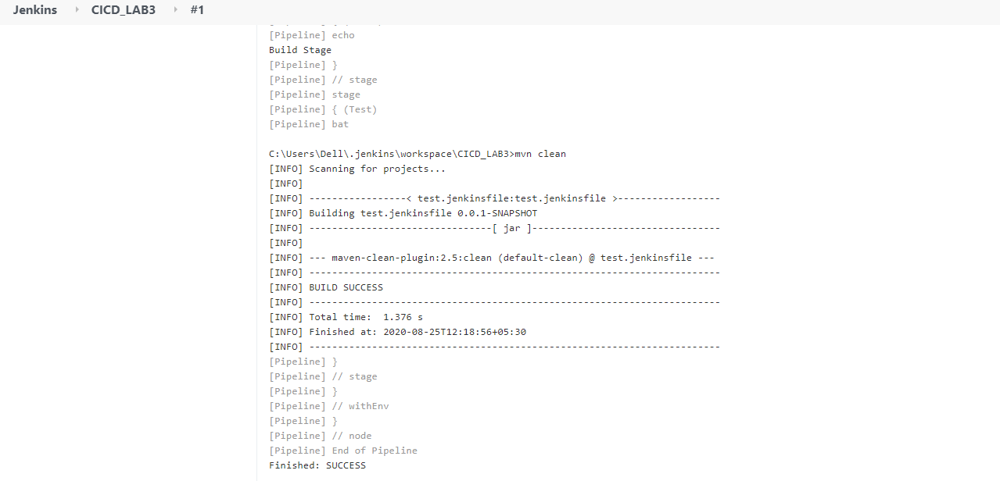 Jenkins CICD_LAB3 #1
[Pipeline] echo
Build Stage
[Pipeline] }
[Pipeline] // stage
[Pipeline] stage
[Pipeline] { (Test)
[Pipeline] bat
C:\Users\Dell\.jenkins\workspace\CICD_LAB3>mvn clean
[INFO] Scanning for projects...
[INFO]
[INFO] -----------------< test.jenkinsfile:test.jenkinsfile >------------------
[INFO] Building test.jenkinsfile 0.0.1-SNAPSHOT
[INFO] --------------------------------[ jar ]---------------------------------
[INFO]
[INFO] --- maven-clean-plugin:2.5:clean (default-clean) @ test.jenkinsfile ---
[INFO] ------------------------------------------------------------------------
[INFO] BUILD SUCCESS
[INFO] ------------------------------------------------------------------------
[INFO] Total time:  1.376 s
[INFO] Finished at: 2020-08-25T12:18:56+05:30
[INFO] ------------------------------------------------------------------------
[Pipeline] }
[Pipeline] // stage
[Pipeline] }
[Pipeline] // withEnv
[Pipeline] }
[Pipeline] // node
[Pipeline] End of Pipeline
Finished: SUCCESS